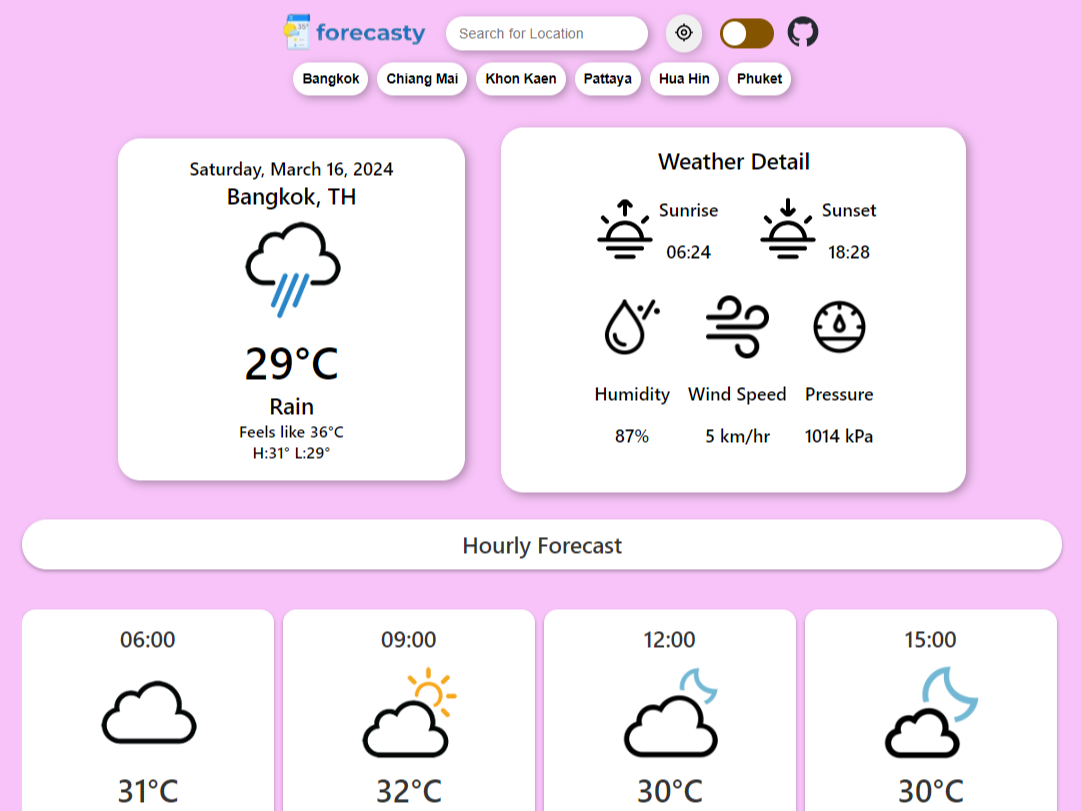 forecasty
Search for Location
Bangkok
Chiang Mai
Khon Kaen
Pattaya
Hua Hin
Phuket
Saturday, March 16, 2024
Bangkok, TH
29°C
Rain
Feels like 36°C
H:31° L:29°
Weather Detail
Sunrise
06:24
Sunset
18:28
Humidity
87%
Wind Speed
5 km/hr
Pressure
1014 kPa
Hourly Forecast
06:00
31°C
09:00
32°C
12:00
30°C
15:00
30°C